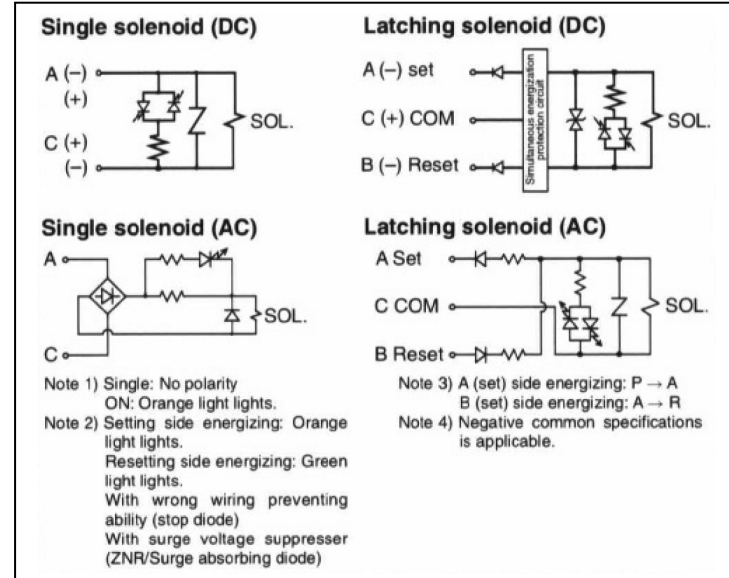 Single solenoid (DC)
A (–)
(+)
C (+)
(–)
SOL.
Latching solenoid (DC)
A (–) set
C (+) COM
B (–) Reset
Simultaneous energization
protection circuit
SOL.
Single solenoid (AC)
A
C
SOL.
Latching solenoid (AC)
A Set
C COM
B Reset
SOL.
Note 1) Single: No polarity
ON: Orange light lights.
Note 2) Setting side energizing: Orange
light lights.
Resetting side energizing: Green
light lights.
With wrong wiring preventing
ability (stop diode)
With surge voltage suppresser
(ZNR/Surge absorbing diode)
Note 3) A (set) side energizing: P → A
B (set) side energizing: A → R
Note 4) Negative common specifications
is applicable.